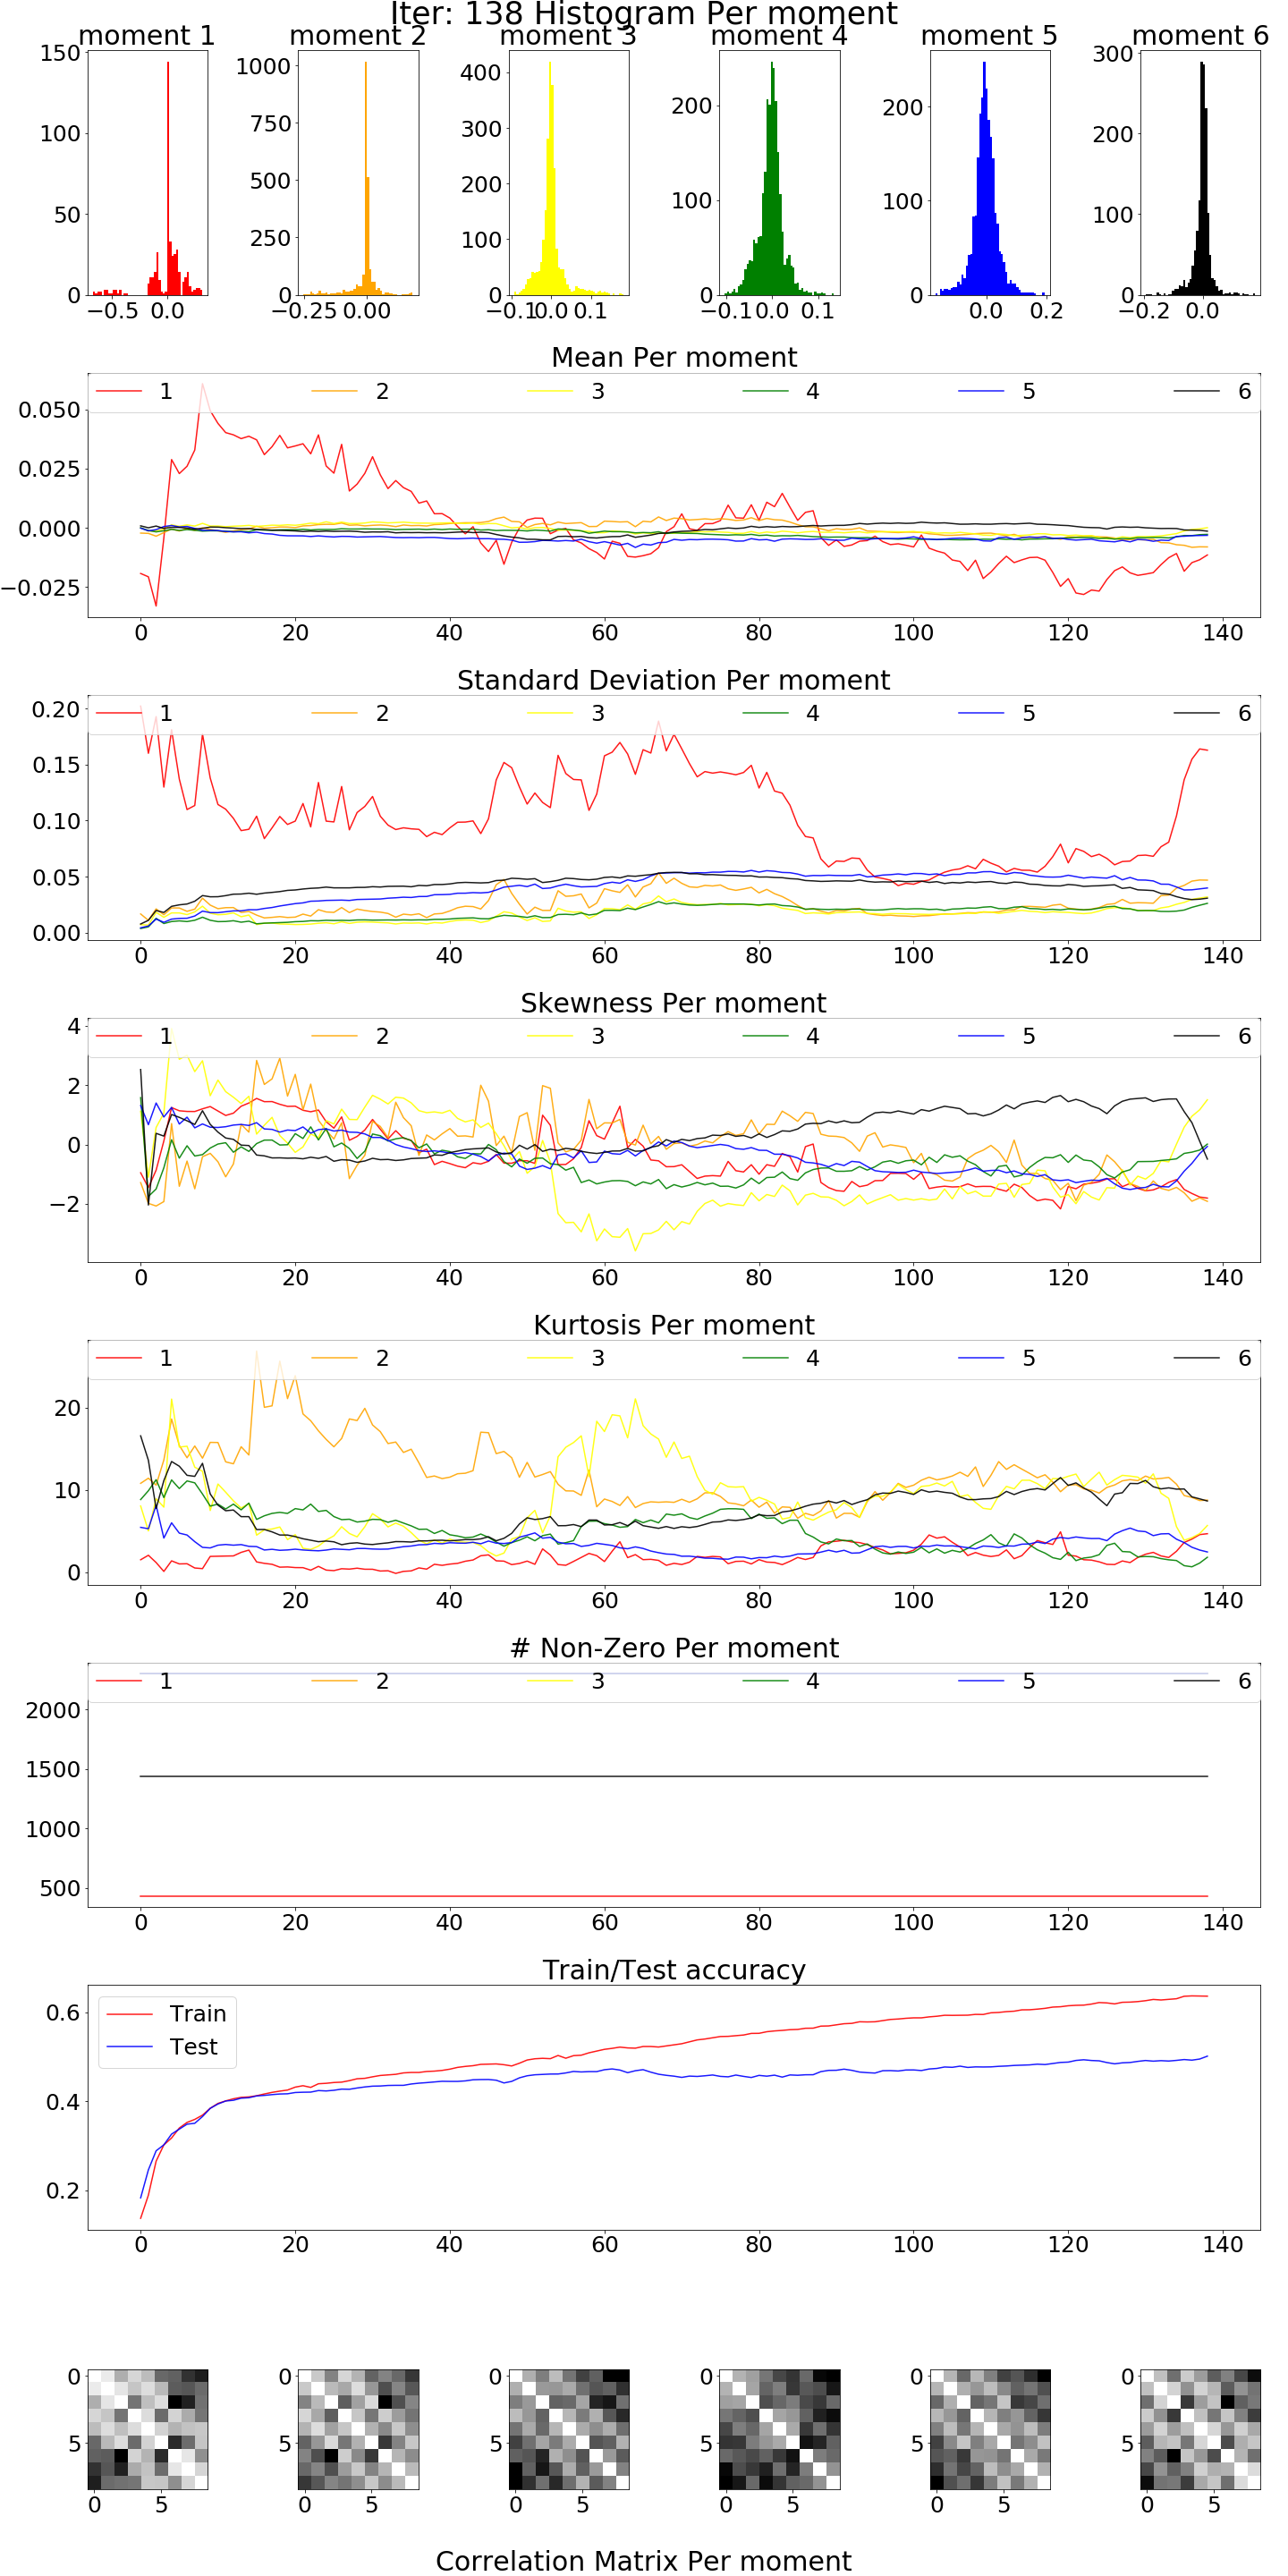 Iter: 138 Histogram Per moment
moment 1 moment 2 moment 3 moment 4 moment 5 moment 6
150 100 50 0
−0.5 0.0
1000 750 500 250 0
−0.25 0.00
400 300 200 100 0
−0.1 0.0 0.1
200 100 0
−0.1 0.0 0.1
200 100 0
0.0 0.2
300 200 100 0
−0.2 0.0
Mean Per moment
1 2 3 4 5 6
0.050
0.025
0.000
−0.025
0 20 40 60 80 100 120 140
Standard Deviation Per moment
1 2 3 4 5 6
0.20
0.15
0.10
0.05
0.00
0 20 40 60 80 100 120 140
Skewness Per moment
1 2 3 4 5 6
4
2
0
−2
0 20 40 60 80 100 120 140
Kurtosis Per moment
1 2 3 4 5 6
20
10
0
0 20 40 60 80 100 120 140
# Non-Zero Per moment
1 2 3 4 5 6
2000
1500
1000
500
0 20 40 60 80 100 120 140
Train/Test accuracy
Train
Test
0.6
0.4
0.2
0 20 40 60 80 100 120 140
0 0 0 0 0 0
5 5 5 5 5 5
0 5 0 5 0 5 0 5 0 5 0 5
Correlation Matrix Per moment